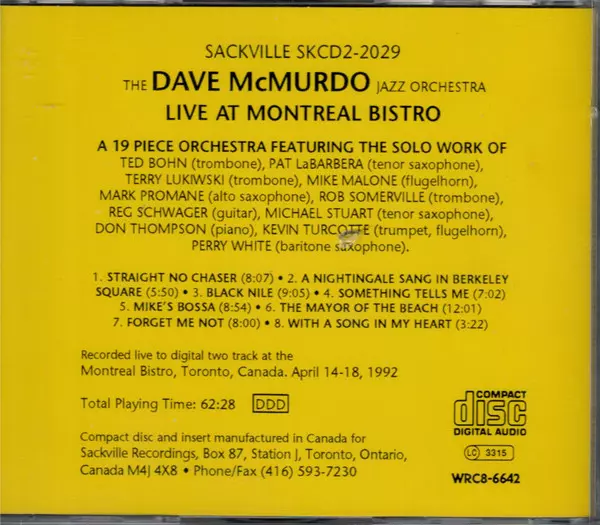 SACKVILLE SKCD2-2029
THE DAVE McMURDO JAZZ ORCHESTRA
LIVE AT MONTREAL BISTRO
A 19 PIECE ORCHESTRA FEATURING THE SOLO WORK OF
TED BOHN (trombone), PAT LaBARBERA (tenor saxophone),
TERRY LUKIWSKI (trombone), MIKE MALONE (flugelhorn),
MARK PROMANE (alto saxophone), ROB SOMERVILLE (trombone),
REG SCHWAGER (guitar), MICHAEL STUART (tenor saxophone),
DON THOMPSON (piano), KEVIN TURCOTTE (trumpet, flugelhorn),
PERRY WHITE (baritone saxophone).
1. STRAIGHT NO CHASER (8:07) • 2. A NIGHTINGALE SANG IN BERKELEY
SQUARE (5:50) • 3. BLACK NILE (9:05) • 4. SOMETHING TELLS ME (7:02)
5. MIKE'S BOSSA (8:54) • 6. THE MAYOR OF THE BEACH (12:01)
7. FORGET ME NOT (8:00) • 8. WITH A SONG IN MY HEART (3:22)
Recorded live to digital two track at the
Montreal Bistro, Toronto, Canada. April 14-18, 1992
Total Playing Time: 62:28 DDD
Compact disc and insert manufactured in Canada for
Sackville Recordings, Box 87, Station J, Toronto, Ontario,
Canada M4J 4X8 • Phone/Fax (416) 593-7230
COMPACT
disc
DIGITAL AUDIO
LC 3315
WRC8-6642